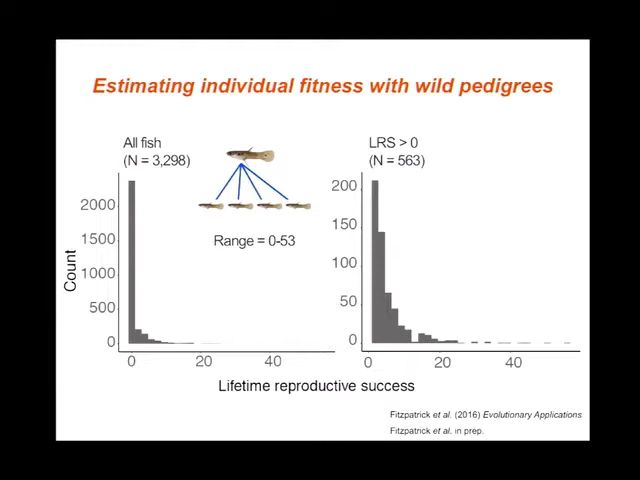 Estimating individual fitness with wild pedigrees
All fish
(N = 3,298)
LRS > 0
(N = 563)
Range = 0-53
Count
2000
1500
1000
500
0
0
20
40
200
150
100
50
0
0
20
40
Lifetime reproductive success
Fitzpatrick et al. (2016) Evolutionary Applications
Fitzpatrick et al. in prep.